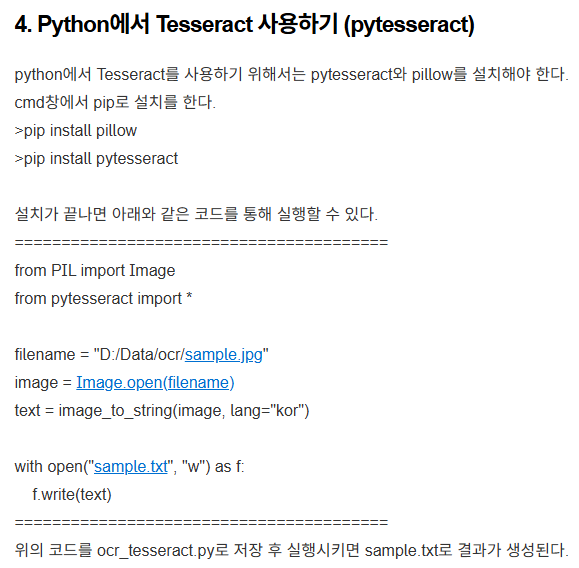 4. Python에서 Tesseract 사용하기 (pytesseract)
python에서 Tesseract를 사용하기 위해서는 pytesseract와 pillow를 설치해야 한다.
cmd창에서 pip로 설치를 한다.
>pip install pillow
>pip install pytesseract
설치가 끝나면 아래와 같은 코드를 통해 실행할 수 있다.
========================================
from PIL import Image
from pytesseract import *
filename = "D:/Data/ocr/sample.jpg"
image = Image.open(filename)
text = image_to_string(image, lang="kor")
with open("sample.txt", "w") as f:
    f.write(text)
========================================
위의 코드를 ocr_tesseract.py로 저장 후 실행시키면 sample.txt로 결과가 생성된다.